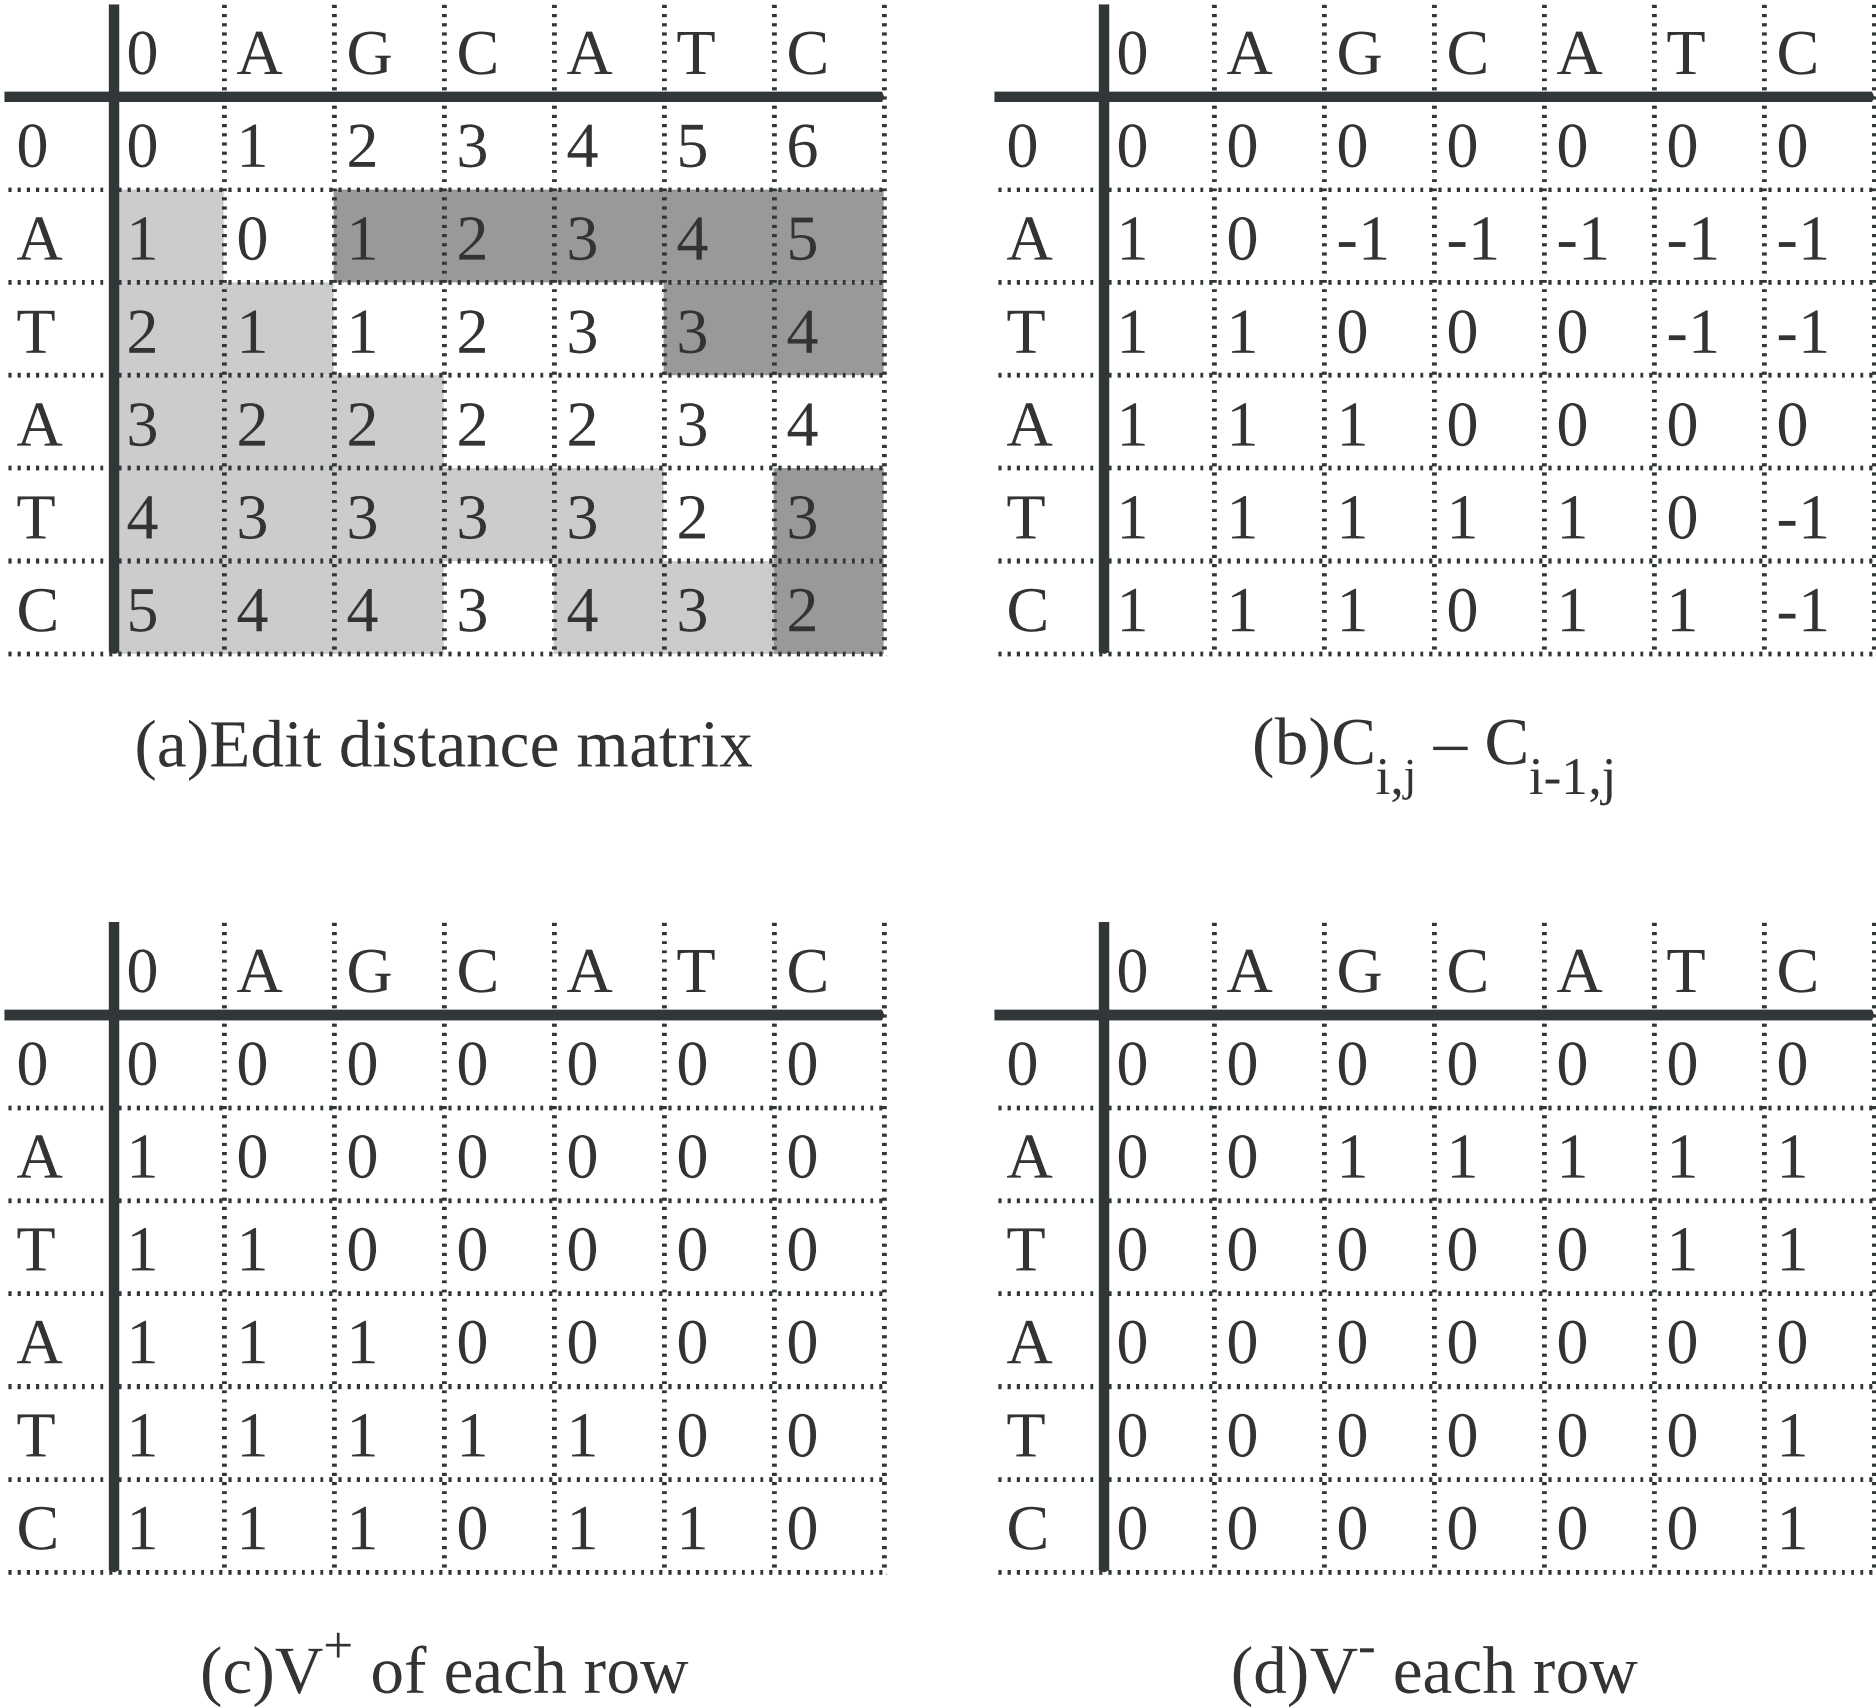 0 A G C A T C
0 0 1 2 3 4 5 6
A 1 0 1 2 3 4 5
T 2 1 1 2 3 3 4
A 3 2 2 2 2 3 4
T 4 3 3 3 3 2 3
C 5 4 4 3 4 3 2
(a)Edit distance matrix
0 A G C A T C
0 0 0 0 0 0 0 0
A 1 0 -1 -1 -1 -1 -1
T 1 1 0 0 0 -1 -1
A 1 1 1 0 0 0 0
T 1 1 1 1 1 0 -1
C 1 1 1 0 1 1 -1
(b)C i,j – C i-1,j
0 A G C A T C
0 0 0 0 0 0 0 0
A 1 0 0 0 0 0 0
T 1 1 0 0 0 0 0
A 1 1 1 0 0 0 0
T 1 1 1 1 1 0 0
C 1 1 1 0 1 1 0
(c)V+ of each row
0 A G C A T C
0 0 0 0 0 0 0 0
A 0 0 1 1 1 1 1
T 0 0 0 0 0 1 1
A 0 0 0 0 0 0 0
T 0 0 0 0 0 0 1
C 0 0 0 0 0 0 1
(d)V- each row